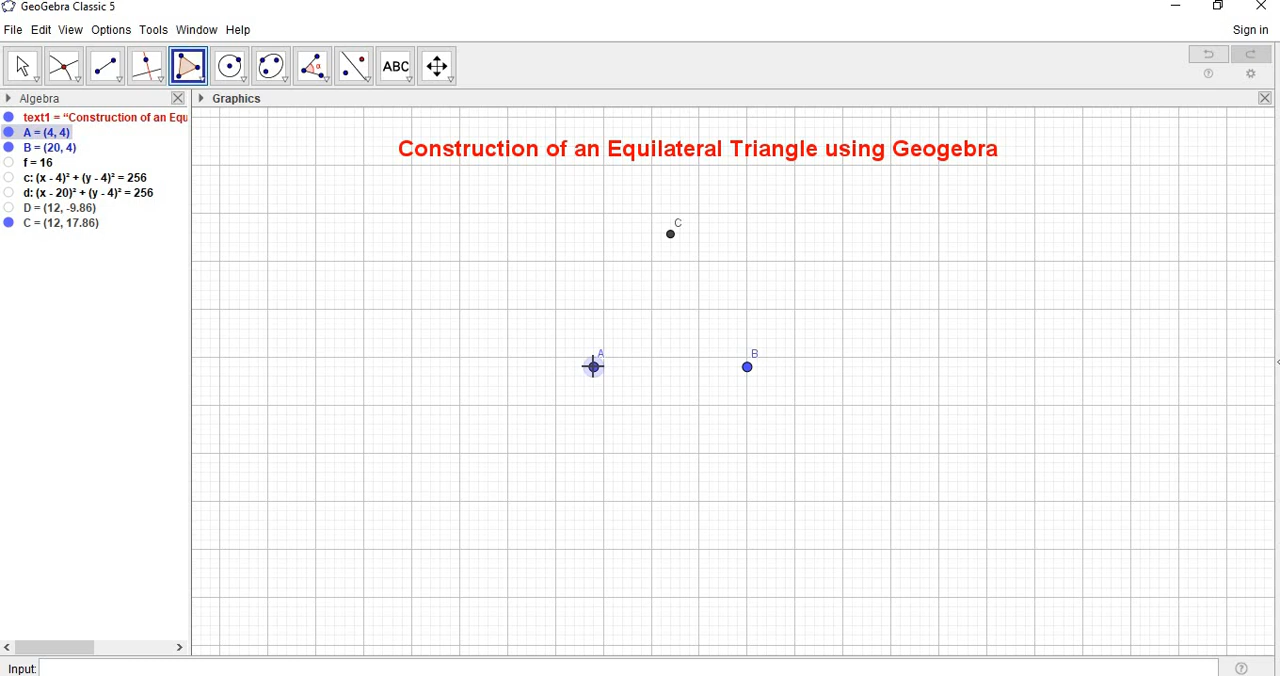 GeoGebra Classic 5
File Edit View Options Tools Window Help
Sign in
α
ABC
Algebra
Graphics
text1 = “Construction of an Equ
A = (4, 4)
B = (20, 4)
f = 16
c: (x - 4)² + (y - 4)² = 256
d: (x - 20)² + (y - 4)² = 256
D = (12, -9.86)
C = (12, 17.86)
Construction of an Equilateral Triangle using Geogebra
C
A
B
Input: